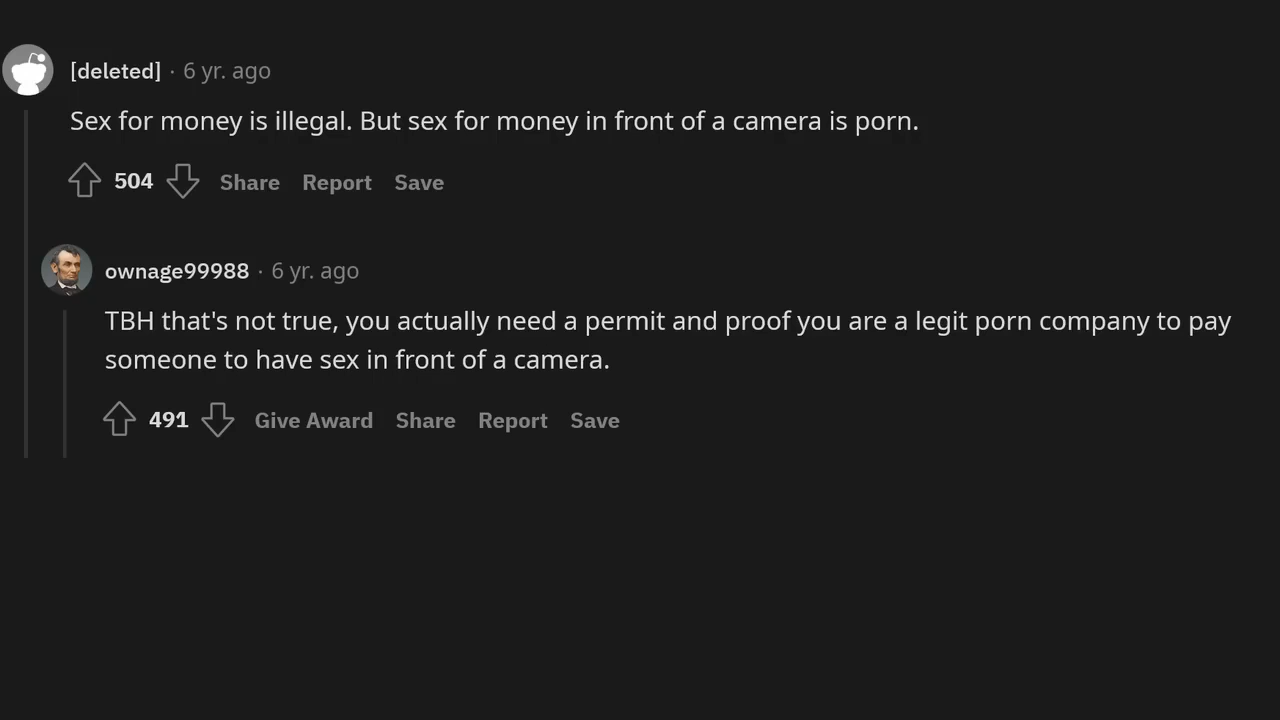 [deleted] · 6 yr. ago
Sex for money is illegal. But sex for money in front of a camera is porn.
504 Share Report Save
ownage99988 · 6 yr. ago
TBH that's not true, you actually need a permit and proof you are a legit porn company to pay
someone to have sex in front of a camera.
491 Give Award Share Report Save